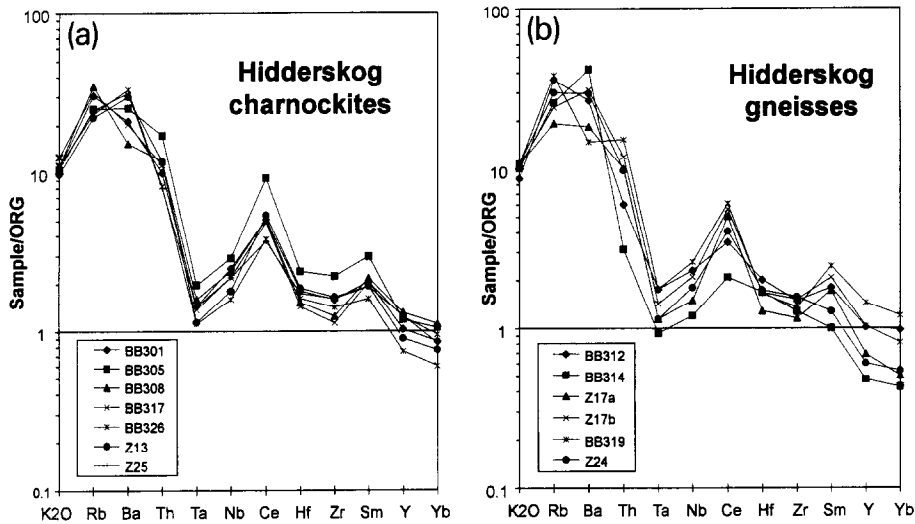 (a)
Hidderskog
charnockites
Sample/ORG
100
10
1
0.1
BB301
BB305
BB308
BB317
BB326
Z13
Z25
K2O Rb Ba Th Ta Nb Ce Hf Zr Sm Y Yb
(b)
Hidderskog
gneisses
Sample/ORG
100
10
1
0.1
BB312
BB314
Z17a
Z17b
BB319
Z24
K2O Rb Ba Th Ta Nb Ce Hf Zr Sm Y Yb